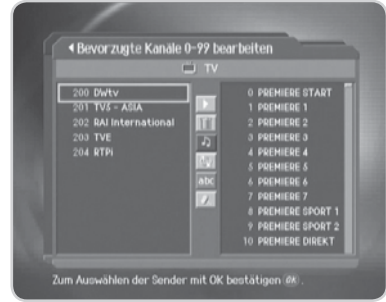 Bevorzugte Kanäle 0-99 bearbeiten
TV
200 DWtv
201 TV5 - ASIA
202 RAI International
203 TVE
204 RTPi
abc
0 PREMIERE START
1 PREMIERE 1
2 PREMIERE 2
3 PREMIERE 3
4 PREMIERE 4
5 PREMIERE 5
6 PREMIERE 6
7 PREMIERE 7
8 PREMIERE SPORT 1
9 PREMIERE SPORT 2
10 PREMIERE DIREKT
Zum Auswählen der Sender mit OK bestätigen OK .